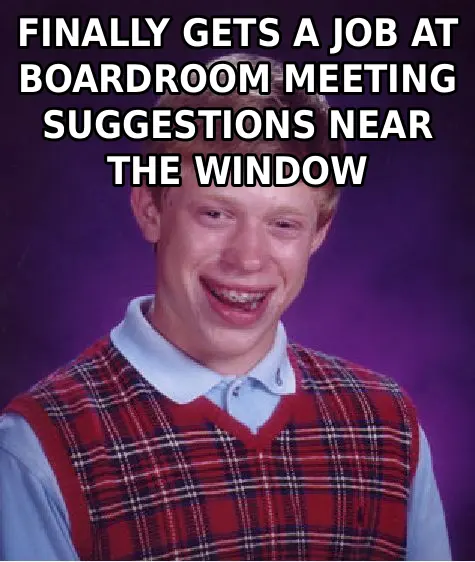 FINALLY GETS A JOB AT
BOARDROOM MEETING
SUGGESTIONS NEAR
THE WINDOW